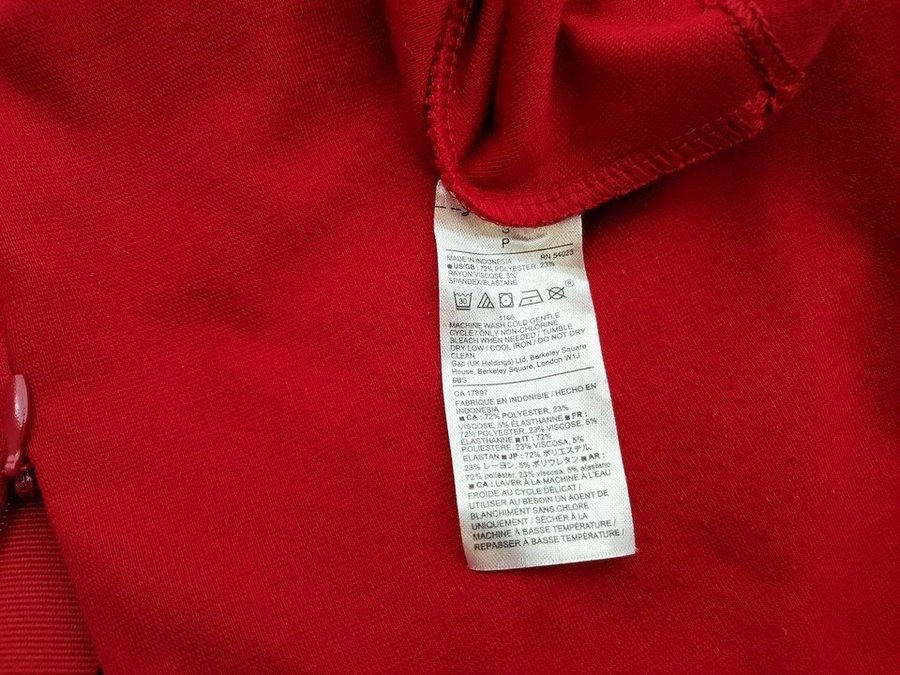 P
MADE IN INDONESIA RN 54023
■ US/GB : 72% POLYESTER, 23%
RAYON/VISCOSE, 5%
SPANDEX/ELASTANE
30
®
1166
MACHINE WASH COLD GENTLE
CYCLE / ONLY NON-CHLORINE
BLEACH WHEN NEEDED / TUMBLE
DRY LOW / COOL IRON / DO NOT DRY
CLEAN
Gap (UK Holdings) Ltd, Berkeley Square
House, Berkeley Square, London W1J
6BS
CA 17897
FABRIQUE EN INDONISIE / HECHO EN
INDONESIA
■ CA : 72% POLYESTER, 23%
VISCOSE, 5% ÉLASTHANNE ■ FR :
72% POLYESTER, 23% VISCOSE, 5%
ÉLASTHANNE ■ IT : 72%
POLIESTERE, 23% VISCOSA, 5%
ELASTAN ■ JP : 72% ポリエステル,
23% レーヨン, 5% ポリウレタン ■ AR :
72% poliéster, 23% viscosa, 5% elastano
■ CA : LAVER À LA MACHINE À L'EAU
FROIDE AU CYCLE DÉLICAT /
UTILISER AU BESOIN UN AGENT DE
BLANCHIMENT SANS CHLORE
UNIQUEMENT / SÉCHER À LA
MACHINE À BASSE TEMPÉRATURE /
REPASSER À BASSE TEMPÉRATURE /